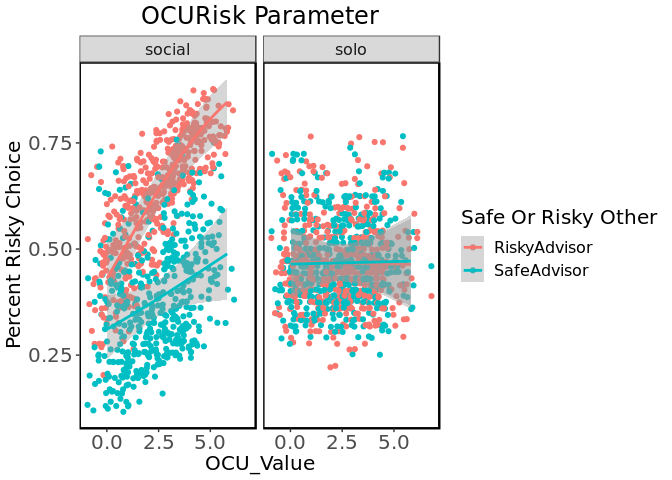 OCURisk Parameter
social
solo
Percent Risky Choice
0.75
0.50
0.25
0.0
2.5
5.0
0.0
2.5
5.0
OCU_Value
Safe Or Risky Other
RiskyAdvisor
SafeAdvisor